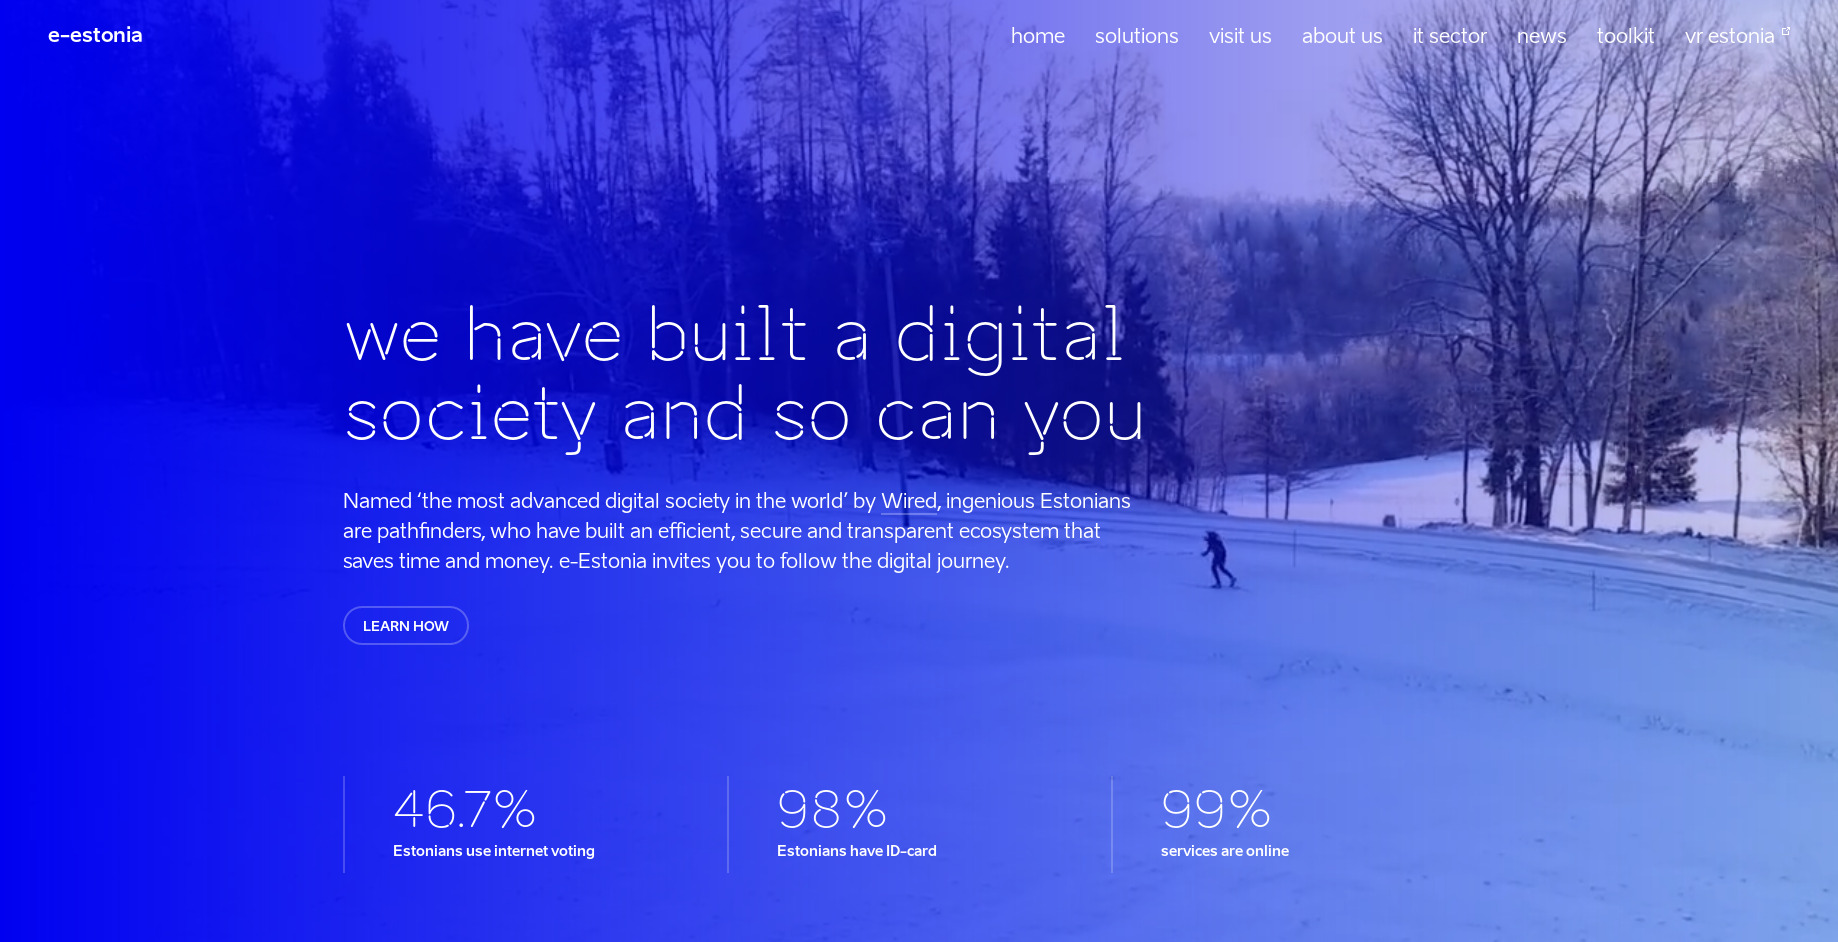 e-estonia
home solutions visit us about us it sector news toolkit vr estonia
we have built a digital
society and so can you
Named ‘the most advanced digital society in the world’ by Wired, ingenious Estonians
are pathfinders, who have built an efficient, secure and transparent ecosystem that
saves time and money. e-Estonia invites you to follow the digital journey.
LEARN HOW
46.7% 98% 99%
Estonians use internet voting Estonians have ID-card services are online